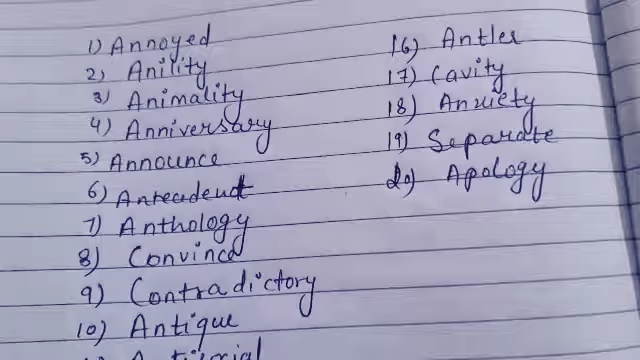 1) Annoyed
2) Anility
3) Animality
4) Anniversary
5) Announce
6)
7) Anthology
8) Convince
9) Contradictory
10) Antique
16) Antler
17) Cavity
18) Anxiety
19) Separate
20) Apology